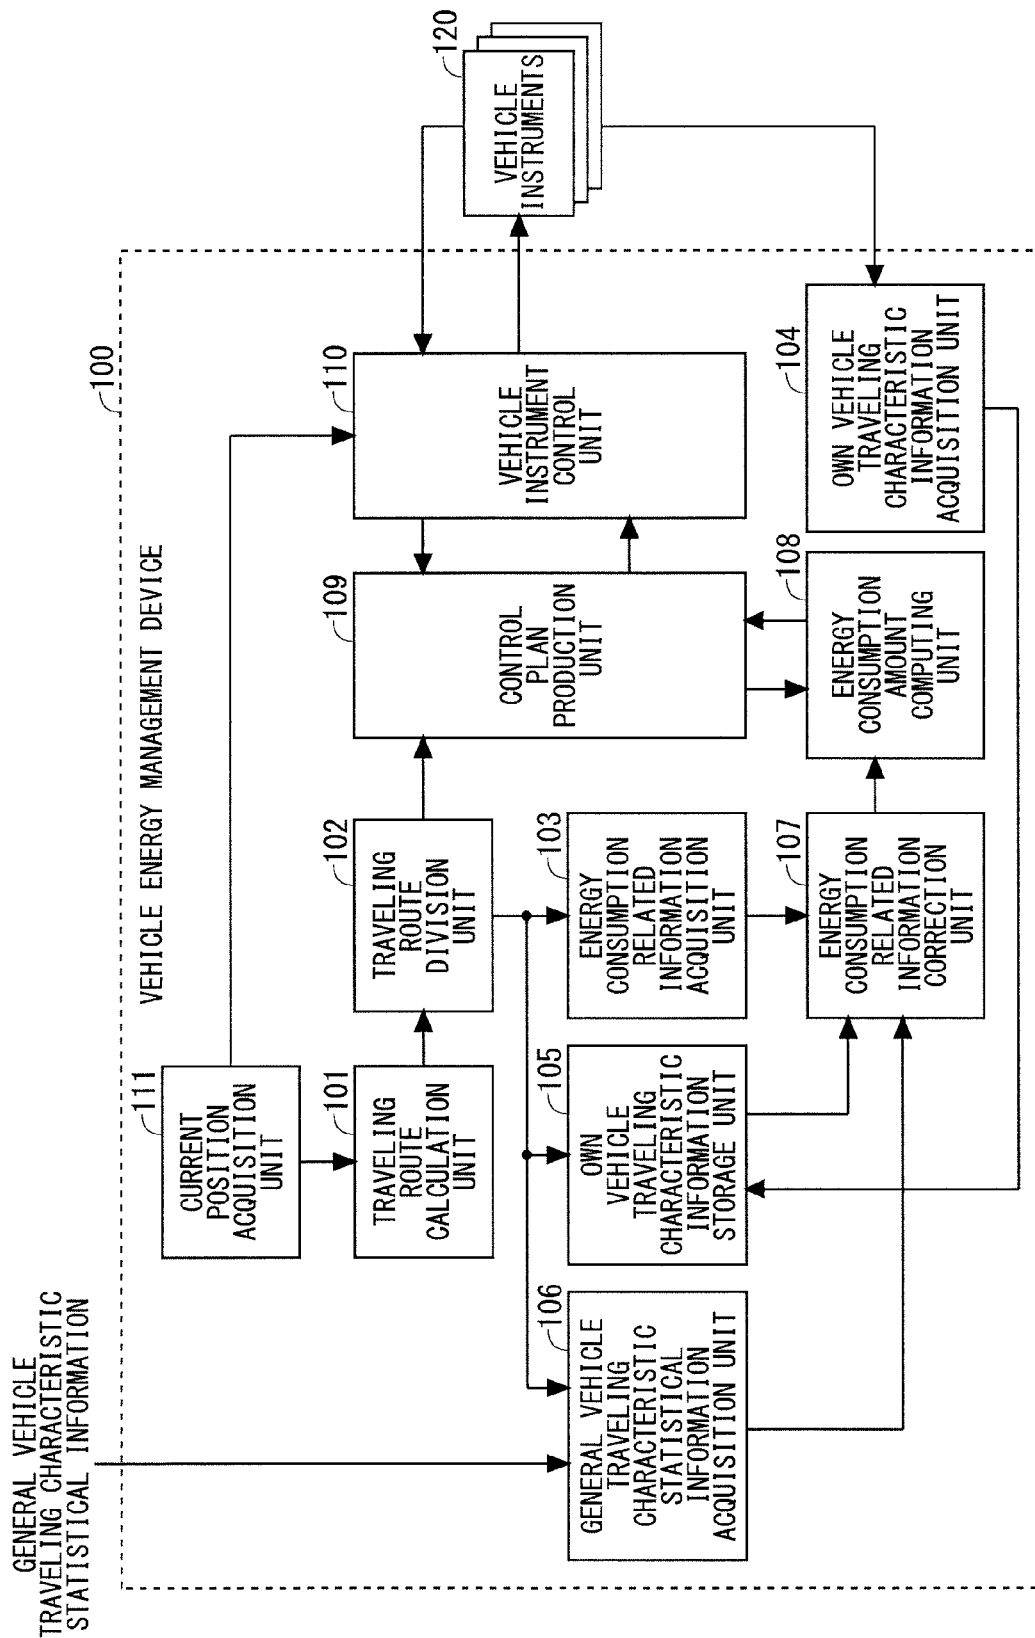 GENERAL VEHICLE
TRAVELING CHARACTERISTIC
STATISTICAL INFORMATION
100
VEHICLE ENERGY MANAGEMENT DEVICE
111
CURRENT
POSITION
ACQUISITION
UNIT
101
TRAVELING
ROUTE
CALCULATION
UNIT
102
TRAVELING
ROUTE
DIVISION
UNIT
109
CONTROL
PLAN
PRODUCTION
UNIT
110
VEHICLE
INSTRUMENT
CONTROL
UNIT
120
VEHICLE
INSTRUMENTS
106
GENERAL VEHICLE
TRAVELING
CHARACTERISTIC
STATISTICAL
INFORMATION
ACQUISITION UNIT
105
OWN
VEHICLE
TRAVELING
CHARACTERISTIC
INFORMATION
STORAGE UNIT
103
ENERGY
CONSUMPTION
RELATED
INFORMATION
ACQUISITION
UNIT
107
ENERGY
CONSUMPTION
RELATED
INFORMATION
CORRECTION
UNIT
108
ENERGY
CONSUMPTION
AMOUNT
COMPUTING
UNIT
104
OWN VEHICLE
TRAVELING
CHARACTERISTIC
INFORMATION
ACQUISITION UNIT